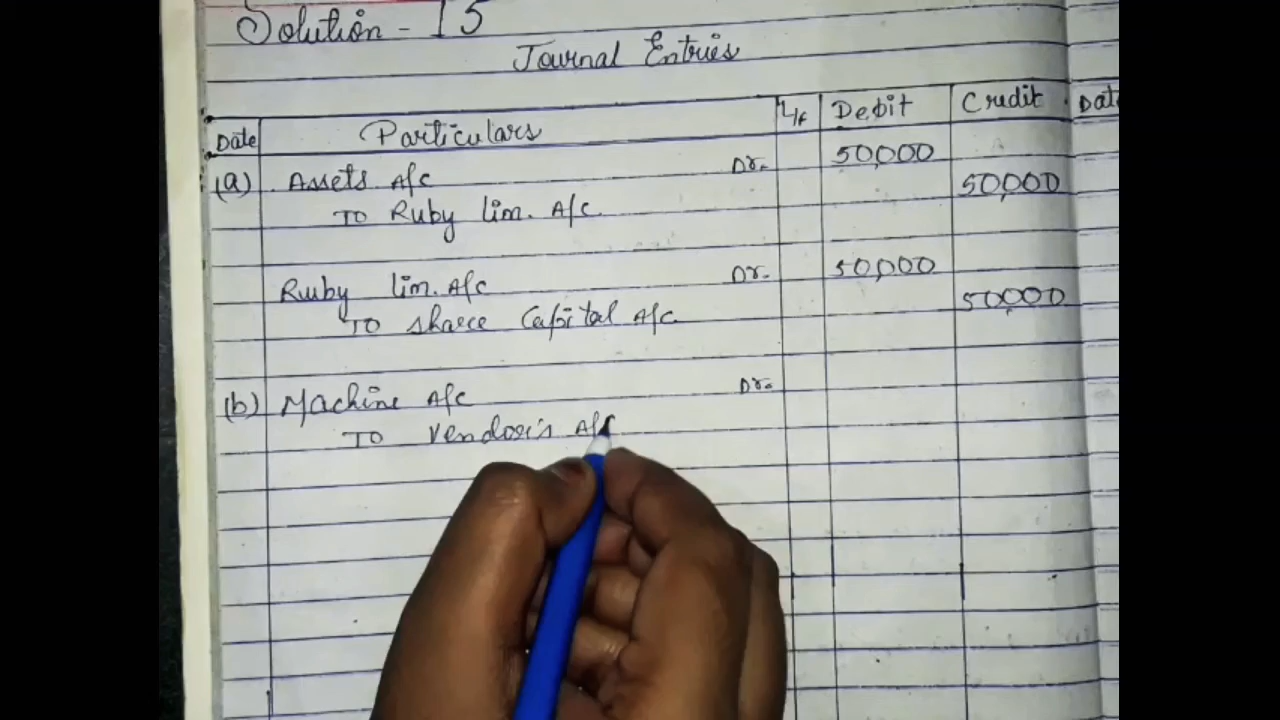 Solution - 15
Journal Entries
Date Particulars L/f Debit Credit Date
(a) Assets A/c Dr. 50,000
To Ruby lim. A/c 50,000
Ruby lim. A/c Dr. 50,000
To share Capital A/c 50,000
(b) Machine A/c Dr.
To vendor's A/c